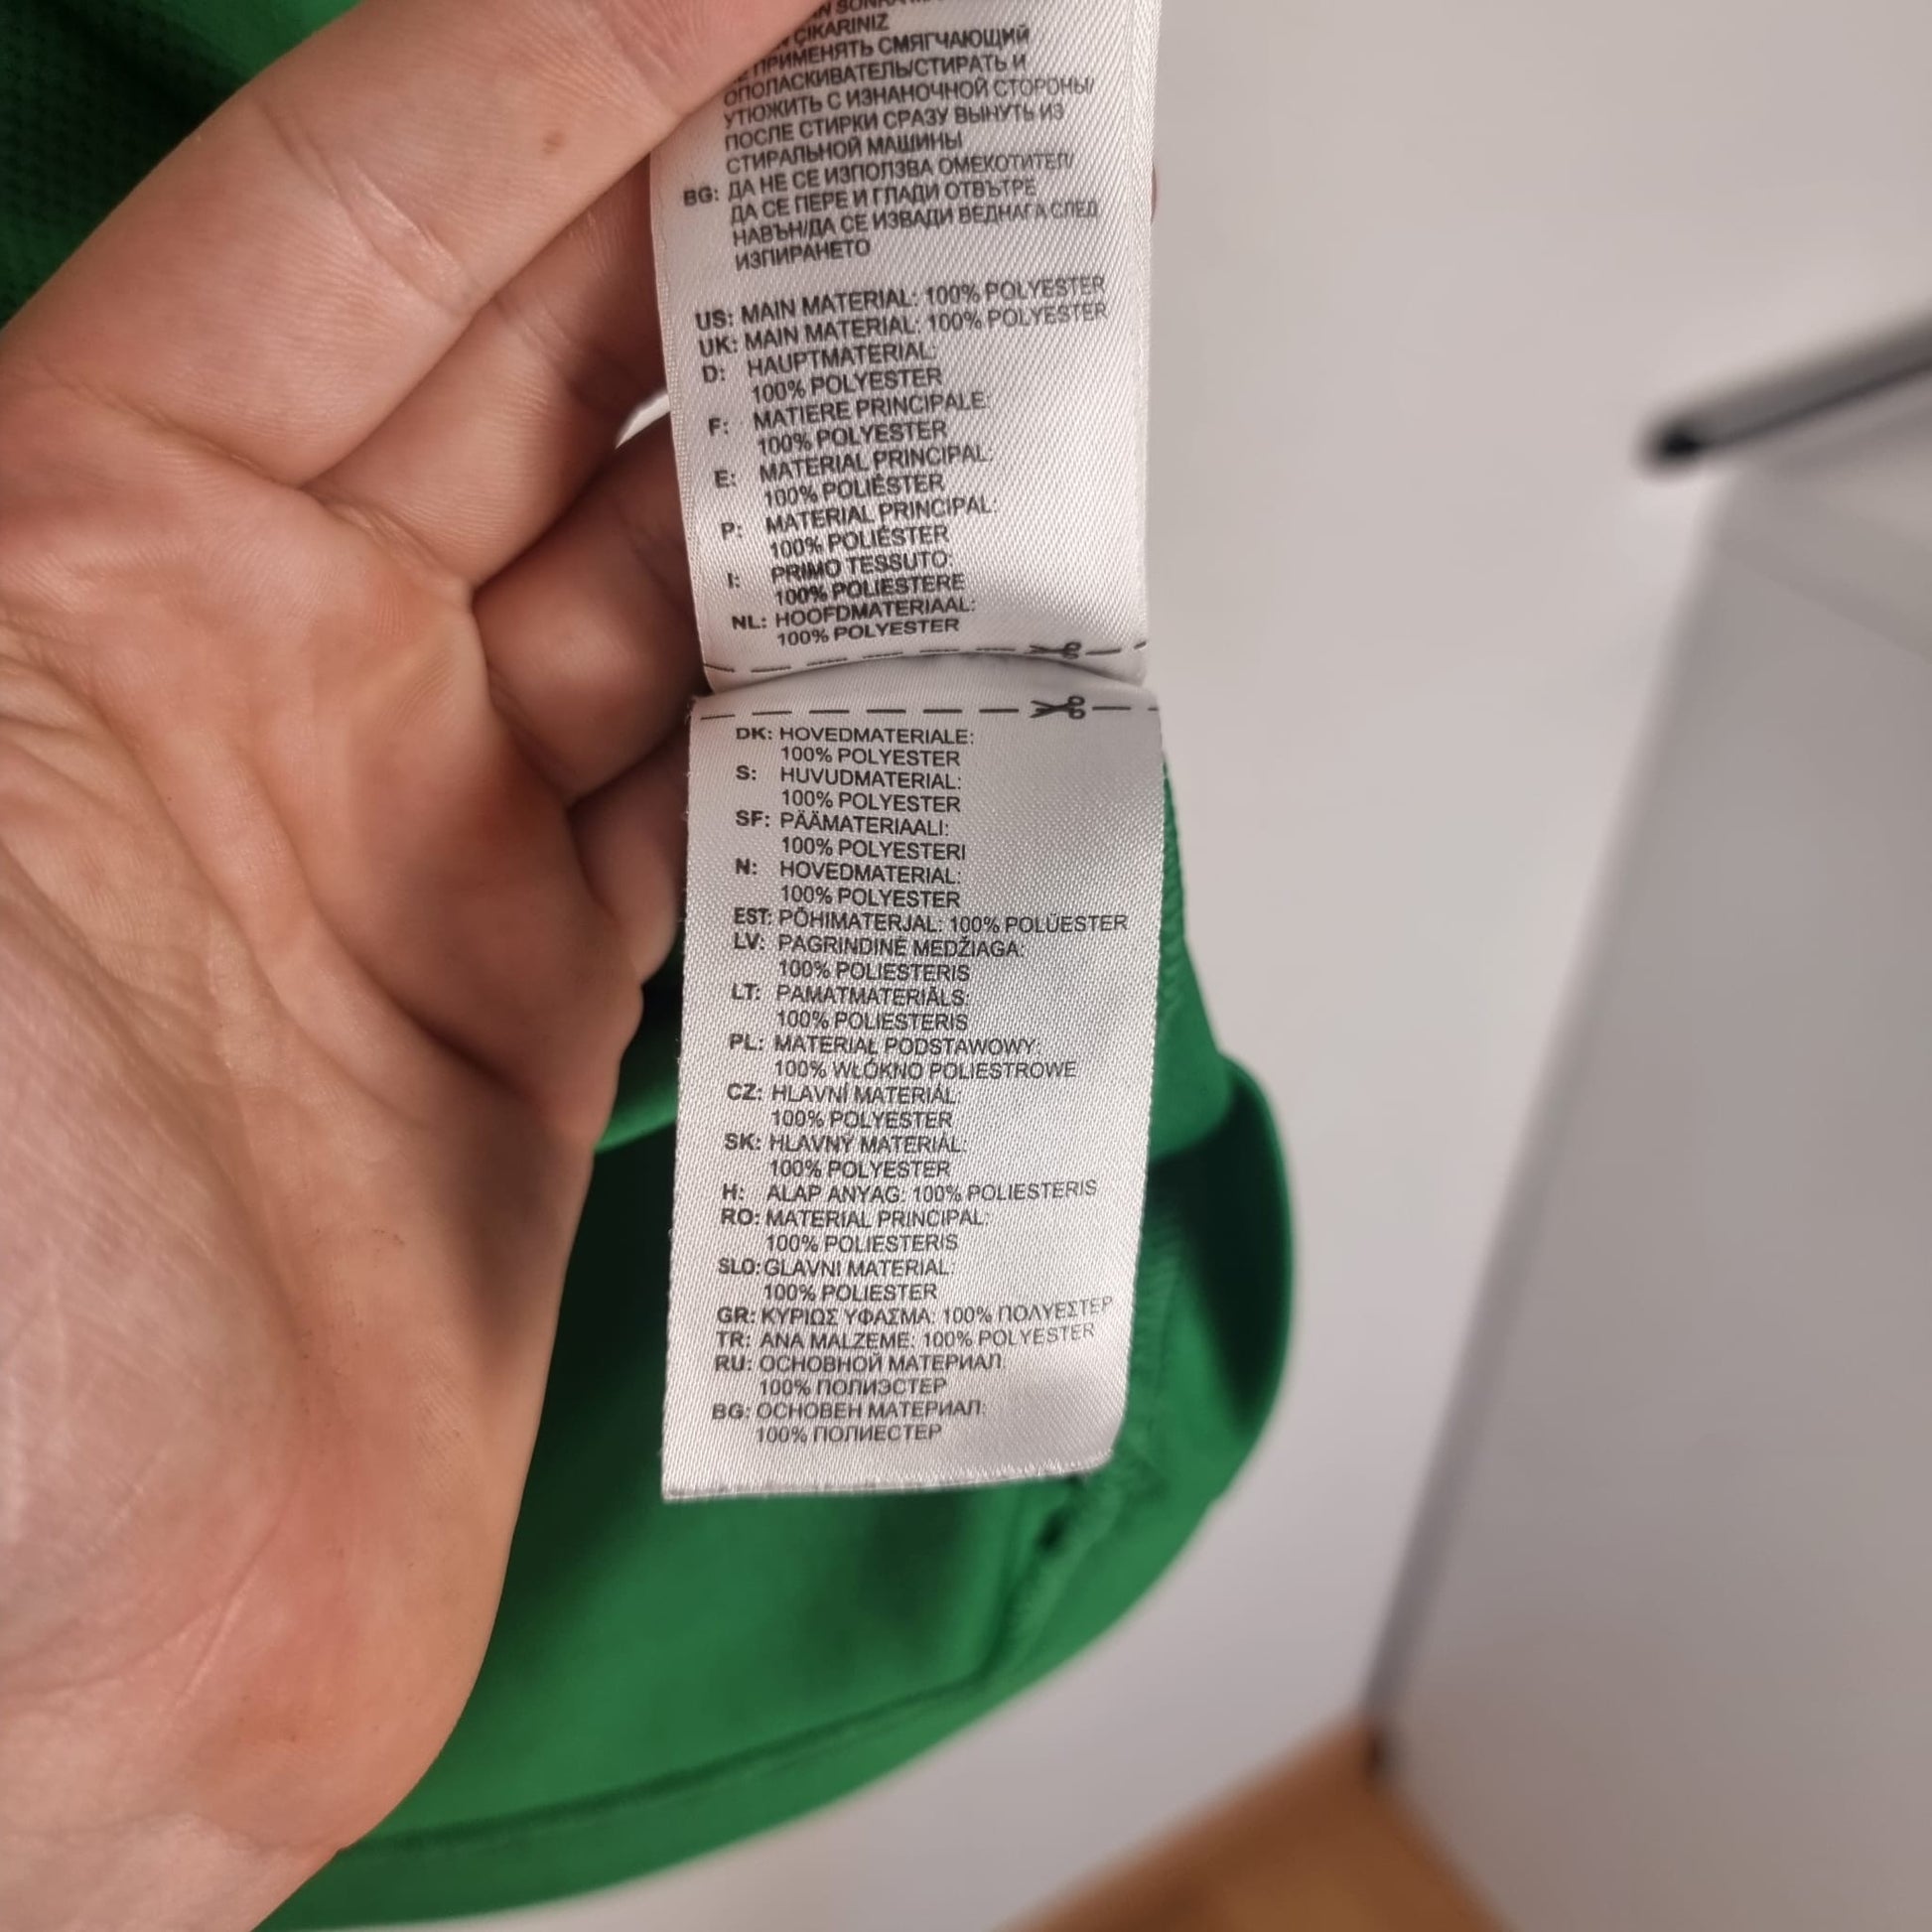 ÇIKARINIZ
ПРИМЕНЯТЬ СМЯГЧАЮЩИЙ
ОПОЛАСКИВАТЕЛЬ/СТИРАТЬ И
УТЮЖИТЬ С ИЗНАНОЧНОЙ СТОРОНЫ/
ПОСЛЕ СТИРКИ СРАЗУ ВЫНУТЬ ИЗ
СТИРАЛЬНОЙ МАШИНЫ
BG: ДА НЕ СЕ ИЗПОЛЗВА ОМЕКОТИТЕЛ/
ДА СЕ ПЕРЕ И ГЛАДИ ОТВЪТРЕ
НАВЪН/ДА СЕ ИЗВАДИ ВЕДНАГА СЛЕД
ИЗПИРАНЕТО
US: MAIN MATERIAL: 100% POLYESTER
UK: MAIN MATERIAL: 100% POLYESTER
D: HAUPTMATERIAL:
100% POLYESTER
F: MATIERE PRINCIPALE:
100% POLYESTER
E: MATERIAL PRINCIPAL:
100% POLIÉSTER
P: MATERIAL PRINCIPAL:
100% POLIÉSTER
I: PRIMO TESSUTO:
100% POLIESTERE
NL: HOOFDMATERIAAL:
100% POLYESTER
DK: HOVEDMATERIALE:
100% POLYESTER
S: HUVUDMATERIAL:
100% POLYESTER
SF: PÄÄMATERIAALI:
100% POLYESTERI
N: HOVEDMATERIAL:
100% POLYESTER
EST: PÕHIMATERJAL: 100% POLÜESTER
LV: PAGRINDINĖ MEDŽIAGA:
100% POLIESTERIS
LT: PAMATMATERIĀLS:
100% POLIESTERIS
PL: MATERIAŁ PODSTAWOWY:
100% WŁÓKNO POLIESTROWE
CZ: HLAVNÍ MATERIÁL:
100% POLYESTER
SK: HLAVNÝ MATERIÁL:
100% POLYESTER
H: ALAP ANYAG: 100% POLIESTERIS
RO: MATERIAL PRINCIPAL:
100% POLIESTERIS
SLO: GLAVNI MATERIAL:
100% POLIESTER
GR: ΚΥΡΙΩΣ ΥΦΑΣΜΑ: 100% ΠΟΛΥΕΣΤΕΡ
TR: ANA MALZEME: 100% POLYESTER
RU: ОСНОВНОЙ МАТЕРИАЛ:
100% ПОЛИЭСТЕР
BG: ОСНОВЕН МАТЕРИАЛ:
100% ПОЛИЕСТЕР